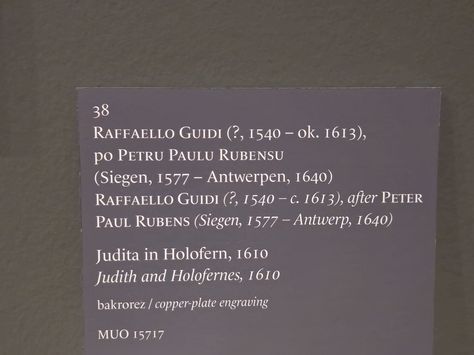 38
Raffaello Guidi (?, 1540 – ok. 1613),
po Petru Paulu Rubensu
(Siegen, 1577 – Antwerpen, 1640)
Raffaello Guidi (?, 1540 – c. 1613), after Peter
Paul Rubens (Siegen, 1577 – Antwerp, 1640)
Judita in Holofern, 1610
Judith and Holofernes, 1610
bakrorez / copper-plate engraving
MUO 15717